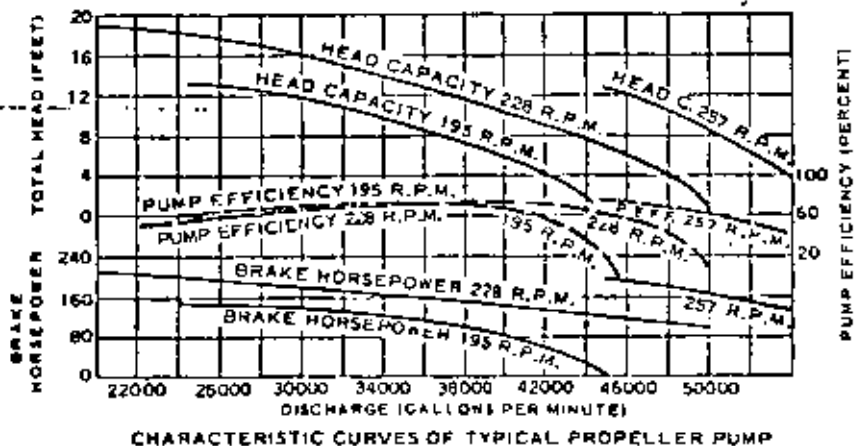 TOTAL HEAD (FEET)
20
16
12
8
4
0
BRAKE
HORSEPOWER
240
160
80
0
HEAD CAPACITY 228 R.P.M.
HEAD CAPACITY 195 R.P.M.
HEAD C. 257 R.P.M.
PUMP EFFICIENCY 195 R.P.M.
PUMP EFFICIENCY 228 R.P.M.
P. EFF. 257 R.P.M.
195 R.P.M.
228 R.P.M.
BRAKE HORSEPOWER 228 R.P.M.
257 R.P.M.
BRAKE HORSEPOWER 195 R.P.M.
100
60
20
PUMP EFFICIENCY (PERCENT)
22000 26000 30000 34000 38000 42000 46000 50000
DISCHARGE (GALLONS PER MINUTE)
CHARACTERISTIC CURVES OF TYPICAL PROPELLER PUMP